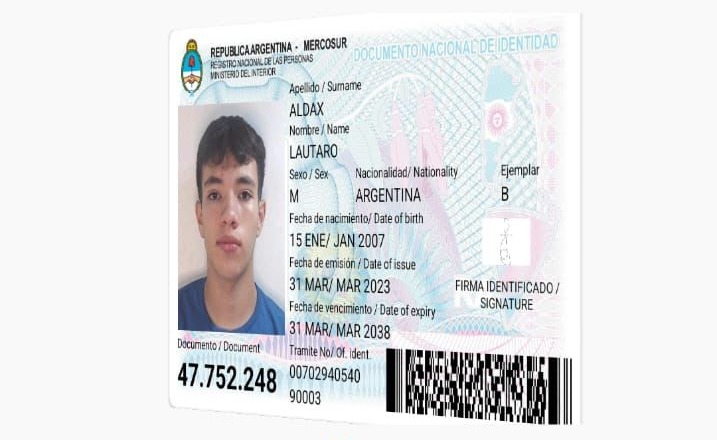 REPUBLICA ARGENTINA - MERCOSUR
REGISTRO NACIONAL DE LAS PERSONAS
MINISTERIO DEL INTERIOR
DOCUMENTO NACIONAL DE IDENTIDAD
Apellido / Surname
ALDAX
Nombre / Name
LAUTARO
Sexo / Sex Nacionalidad/ Nationality Ejemplar
M ARGENTINA B
Fecha de nacimiento/ Date of birth
15 ENE/ JAN 2007
Fecha de emisión / Date of issue
31 MAR/ MAR 2023
FIRMA IDENTIFICADO /
SIGNATURE
Fecha de vencimiento / Date of expiry
31 MAR/ MAR 2038
Documento / Document
47.752.248
Tramite No/ Of. Ident.
00702940540
90003